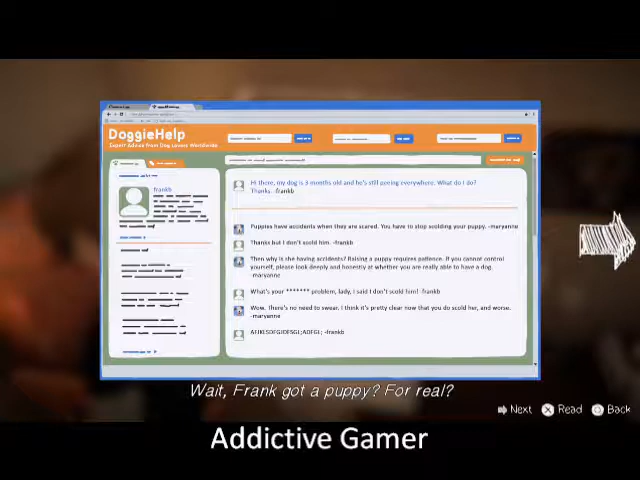 DoggieHelp
Expert Advice from Dog Lovers Worldwide
frankb
Hi there, my dog is 3 months old and he's still peeing everywhere. What do I do?
Thanks. -frankb
Puppies have accidents when they are scared. You have to stop scolding your puppy. -maryanne
Thanks but I don't scold him. -frankb
Then why is she having accidents? Raising a puppy requires patience. If you cannot control
yourself, please look deeply and honestly at whether you are really able to have a dog.
-maryanne
What's your ******* problem, lady, I said I don't scold him! -frankb
Wow. There's no need to swear. I think it's pretty clear now that you do scold her, and worse.
-maryanne
-frankb
Wait, Frank got a puppy? For real?
Next Read Back
Addictive Gamer